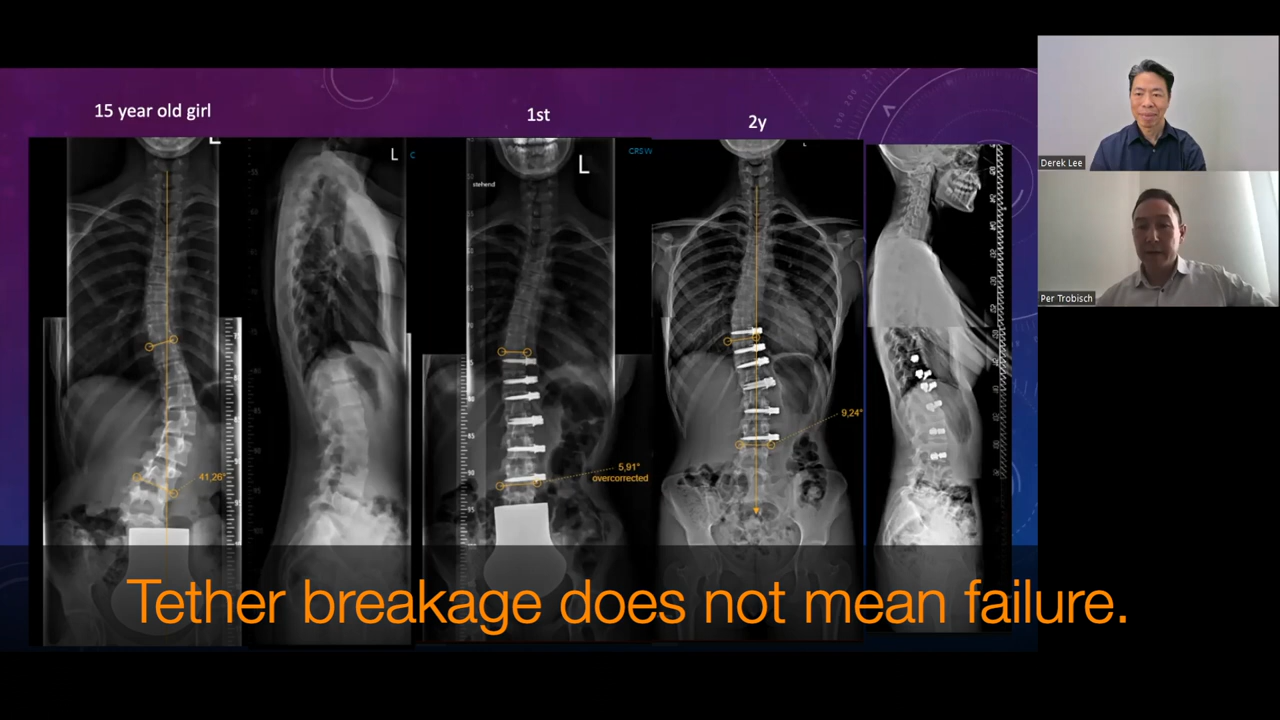 15 year old girl
1st
2y
L
L
C
CRSW
L
stehend
Derek Lee
Per Trobisch
41,26°
5,91°
overcorrected
9,24°
Tether breakage does not mean failure.